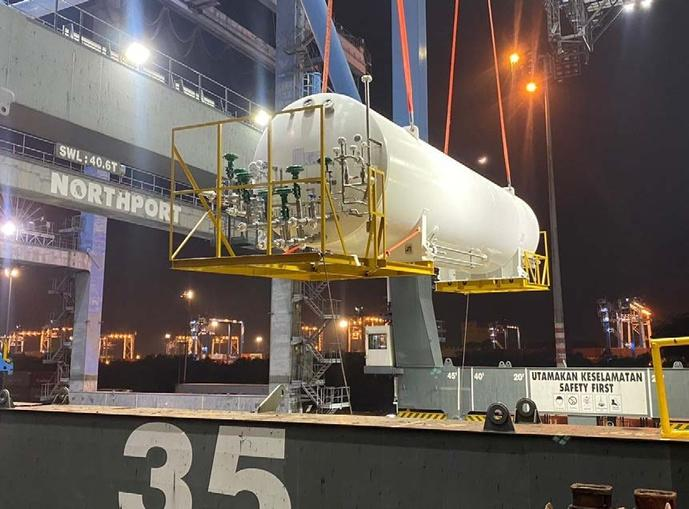 SWL : 40.6T
NORTHPORT
45'
40'
20'
UTAMAKAN KESELAMATAN
SAFETY FIRST
35